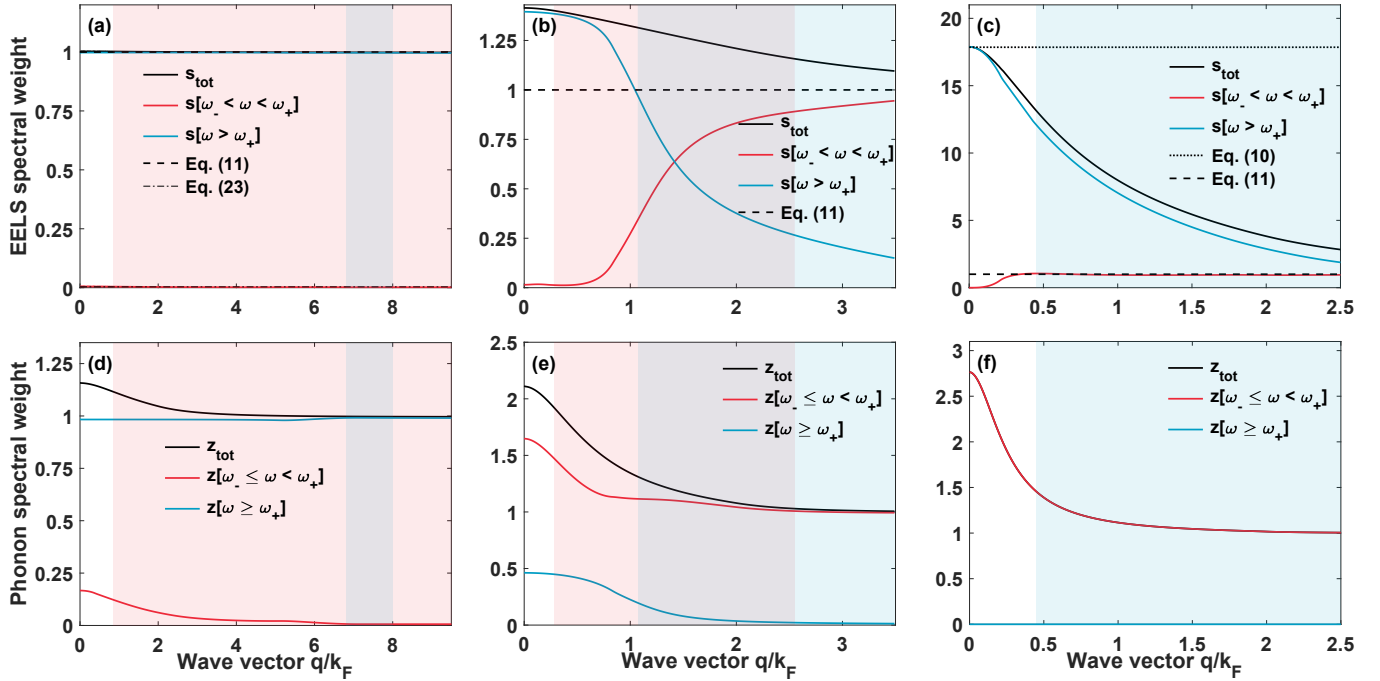 EELS spectral weight
(a)
s_tot
s[ω_- < ω < ω_+]
s[ω > ω_+]
Eq. (11)
Eq. (23)
1.25
1
0.75
0.5
0.25
0
0 2 4 6 8
(b)
s_tot
s[ω_- < ω < ω_+]
s[ω > ω_+]
Eq. (11)
1.25
1
0.75
0.5
0.25
0
0 1 2 3
(c)
s_tot
s[ω_- < ω < ω_+]
s[ω > ω_+]
Eq. (10)
Eq. (11)
20
15
10
5
0
0 0.5 1 1.5 2 2.5
Phonon spectral weight
(d)
z_tot
z[ω_- ≤ ω < ω_+]
z[ω ≥ ω_+]
1.25
1
0.75
0.5
0.25
0
0 2 4 6 8
Wave vector q/k_F
(e)
z_tot
z[ω_- ≤ ω < ω_+]
z[ω ≥ ω_+]
2.5
2
1.5
1
0.5
0
0 1 2 3
Wave vector q/k_F
(f)
z_tot
z[ω_- ≤ ω < ω_+]
z[ω ≥ ω_+]
3
2.5
2
1.5
1
0.5
0
0 0.5 1 1.5 2 2.5
Wave vector q/k_F